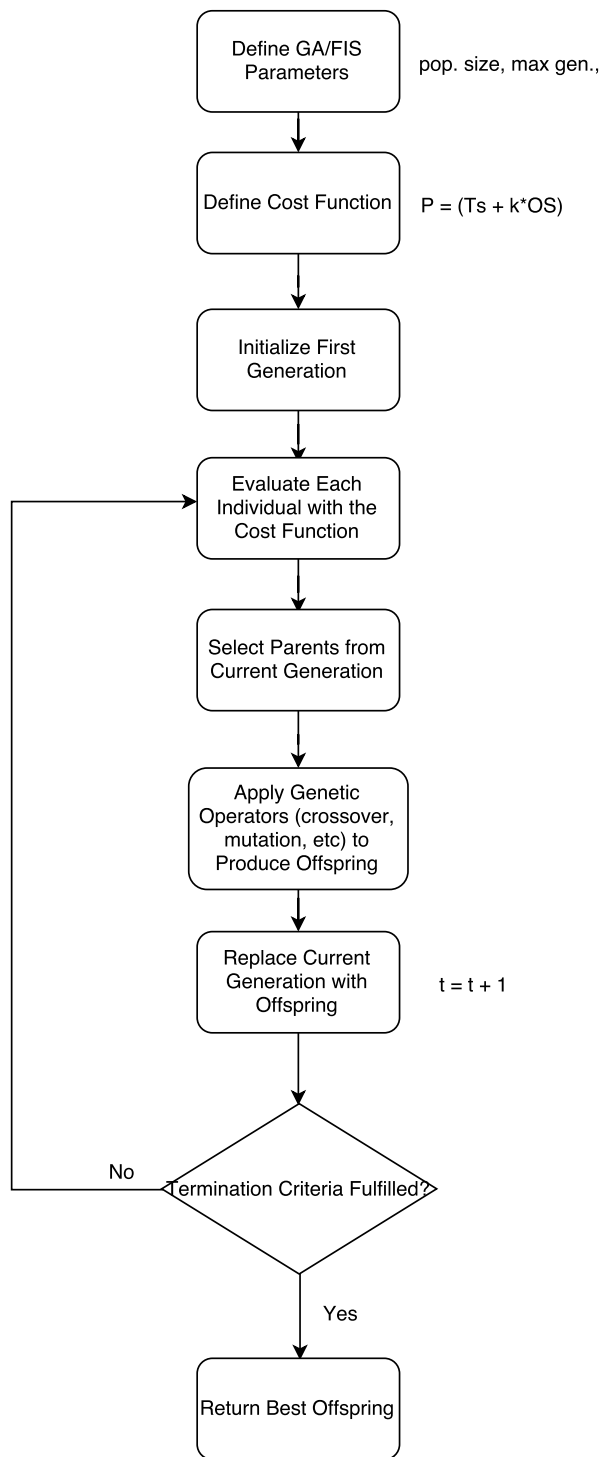 Define GA/FIS
Parameters
pop. size, max gen.,
Define Cost Function
P = (Ts + k*OS)
Initialize First
Generation
Evaluate Each
Individual with the
Cost Function
Select Parents from
Current Generation
Apply Genetic
Operators (crossover,
mutation, etc) to
Produce Offspring
Replace Current
Generation with
Offspring
t = t + 1
No
Termination Criteria Fulfilled?
Yes
Return Best Offspring